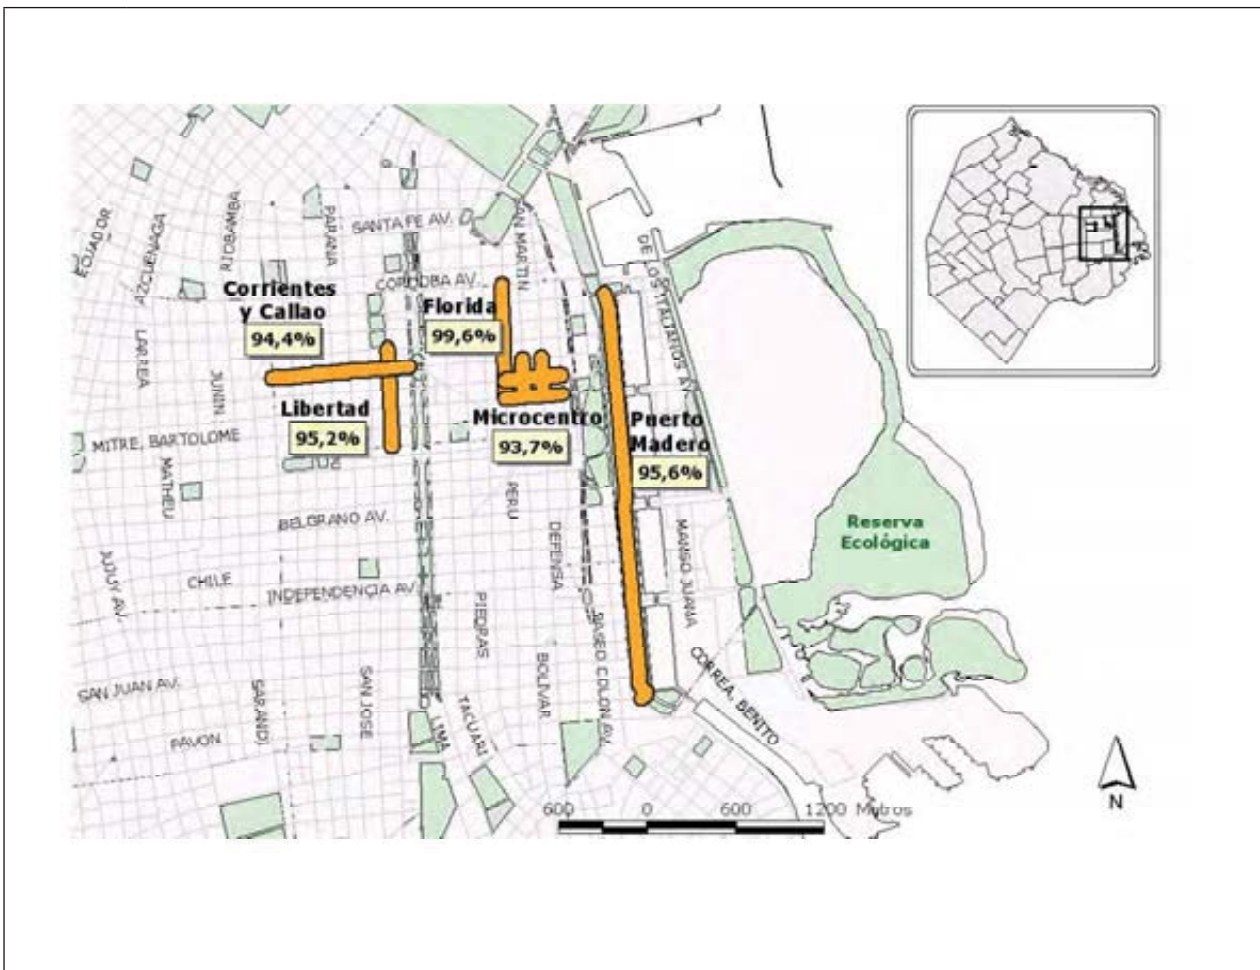 SANTA FE AV.
ECUADOR
AZCUENAGA
RIOBAMBA
PARANA
AN MARTIN
DE LOS ITALIANOS AV.
CORDOBA AV.
Corrientes
y Callao
94,4%
Florida
99,6%
LARREA
JUNIN
Libertad
95,2%
Microcentro
93,7%
Puerto
Madero
95,6%
MITRE, BARTOLOME
MATHEU
PERU
BELGRANO AV.
DEFENSA
MANSO JUANA
Reserva
Ecológica
JUJUY AV.
CHILE
INDEPENDENCIA AV.
PIEDRAS
PASEO COLON AV.
BOLIVAR
CORREA, BENITO
SAN JUAN AV.
SARANDI
SAN JOSE
LIMA
TACUARI
PAVON
N
600 0 600 1200 Metros